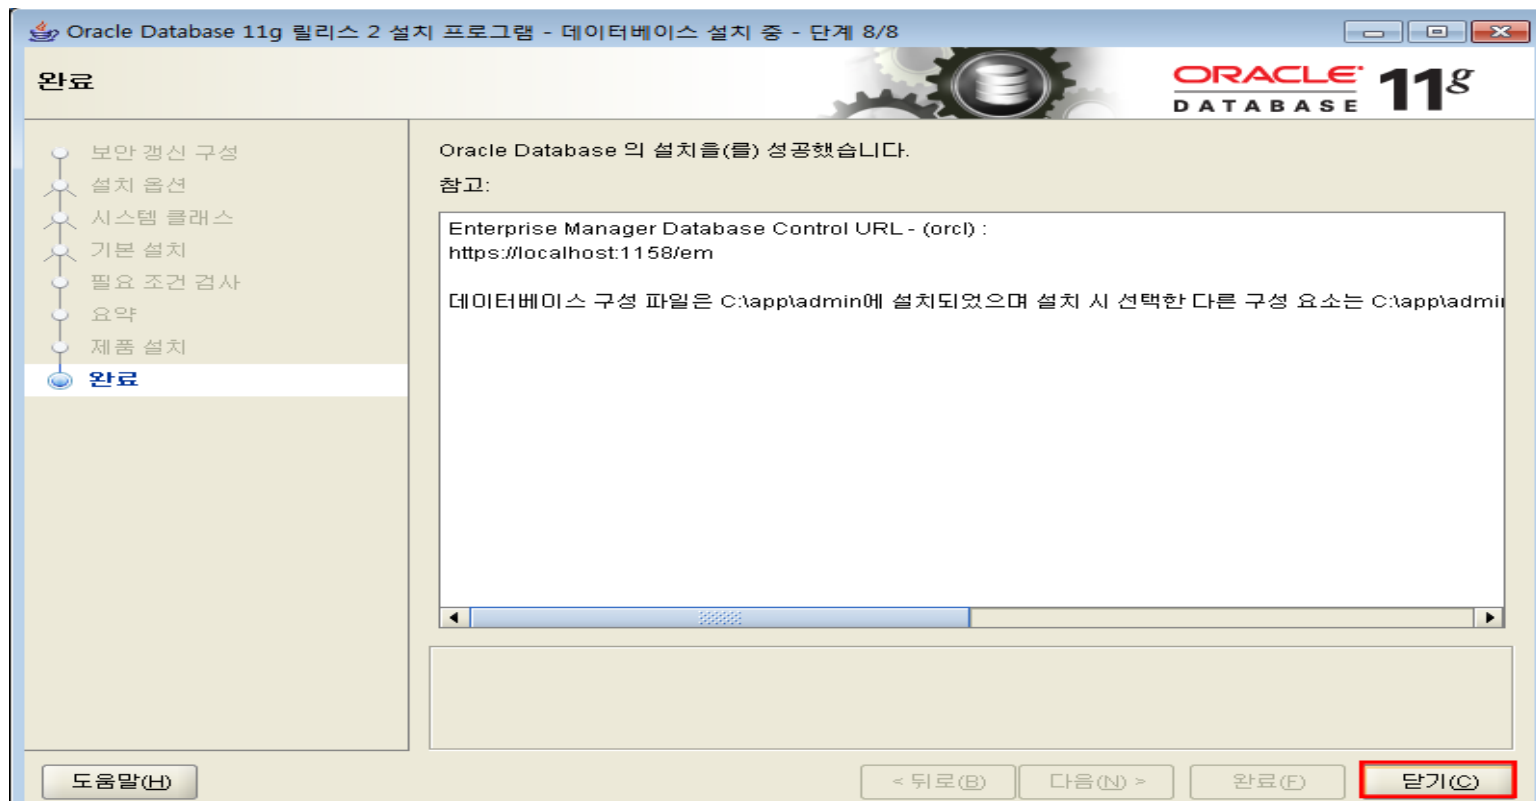 Oracle Database 11g 릴리스 2 설치 프로그램 - 데이터베이스 설치 중 - 단계 8/8
완료
ORACLE 11g
DATABASE
보안 갱신 구성
설치 옵션
시스템 클래스
기본 설치
필요 조건 검사
요약
제품 설치
완료
Oracle Database 의 설치을(를) 성공했습니다.
참고:
Enterprise Manager Database Control URL - (orcl) :
https://localhost:1158/em
데이터베이스 구성 파일은 C:\app\admin에 설치되었으며 설치 시 선택한 다른 구성 요소는 C:\app\admin
도움말(H)
< 뒤로(B)
다음(N) >
완료(F)
닫기(C)